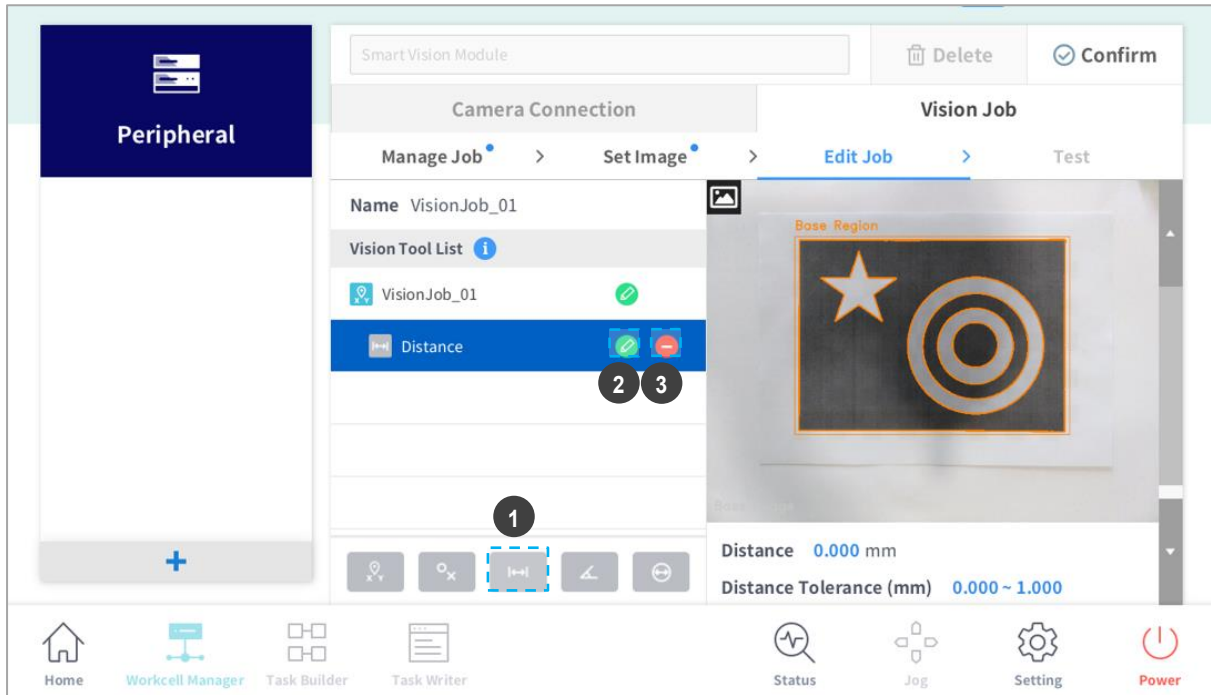 Peripheral
Smart Vision Module
Delete
Confirm
Camera Connection
Vision Job
Manage Job > Set Image > Edit Job > Test
Name VisionJob_01
Vision Tool List i
VisionJob_01
Distance
2 3
1
X Y
X
+
Base Region
Distance 0.000 mm
Distance Tolerance (mm) 0.000 ~ 1.000
Home
Workcell Manager
Task Builder
Task Writer
Status
Jog
Setting
Power